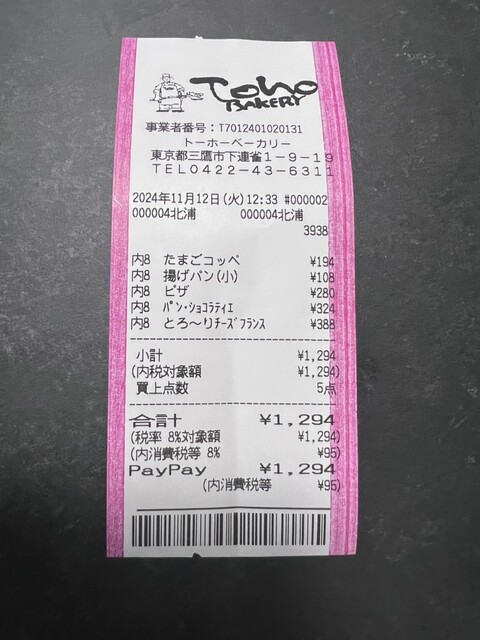 Toho
BAKERY
事業者番号:T7012401020131
トーホーベーカリー
東京都三鷹市下連雀1-9-19
TEL0422-43-6311
2024年11月12日(火)12:33 #000002
000004北浦 000004北浦
3938
内8 たまごコッペ ¥194
内8 揚げパン(小) ¥108
内8 ピザ ¥280
内8 パン・ショコラティエ ¥324
内8 とろ~りチーズフランス ¥388
小計 ¥1,294
(内税対象額 ¥1,294)
買上点数 5点
合計 ¥1,294
(税率 8%対象額 ¥1,294)
(内消費税等 8% ¥95)
PayPay ¥1,294
(内消費税等 ¥95)